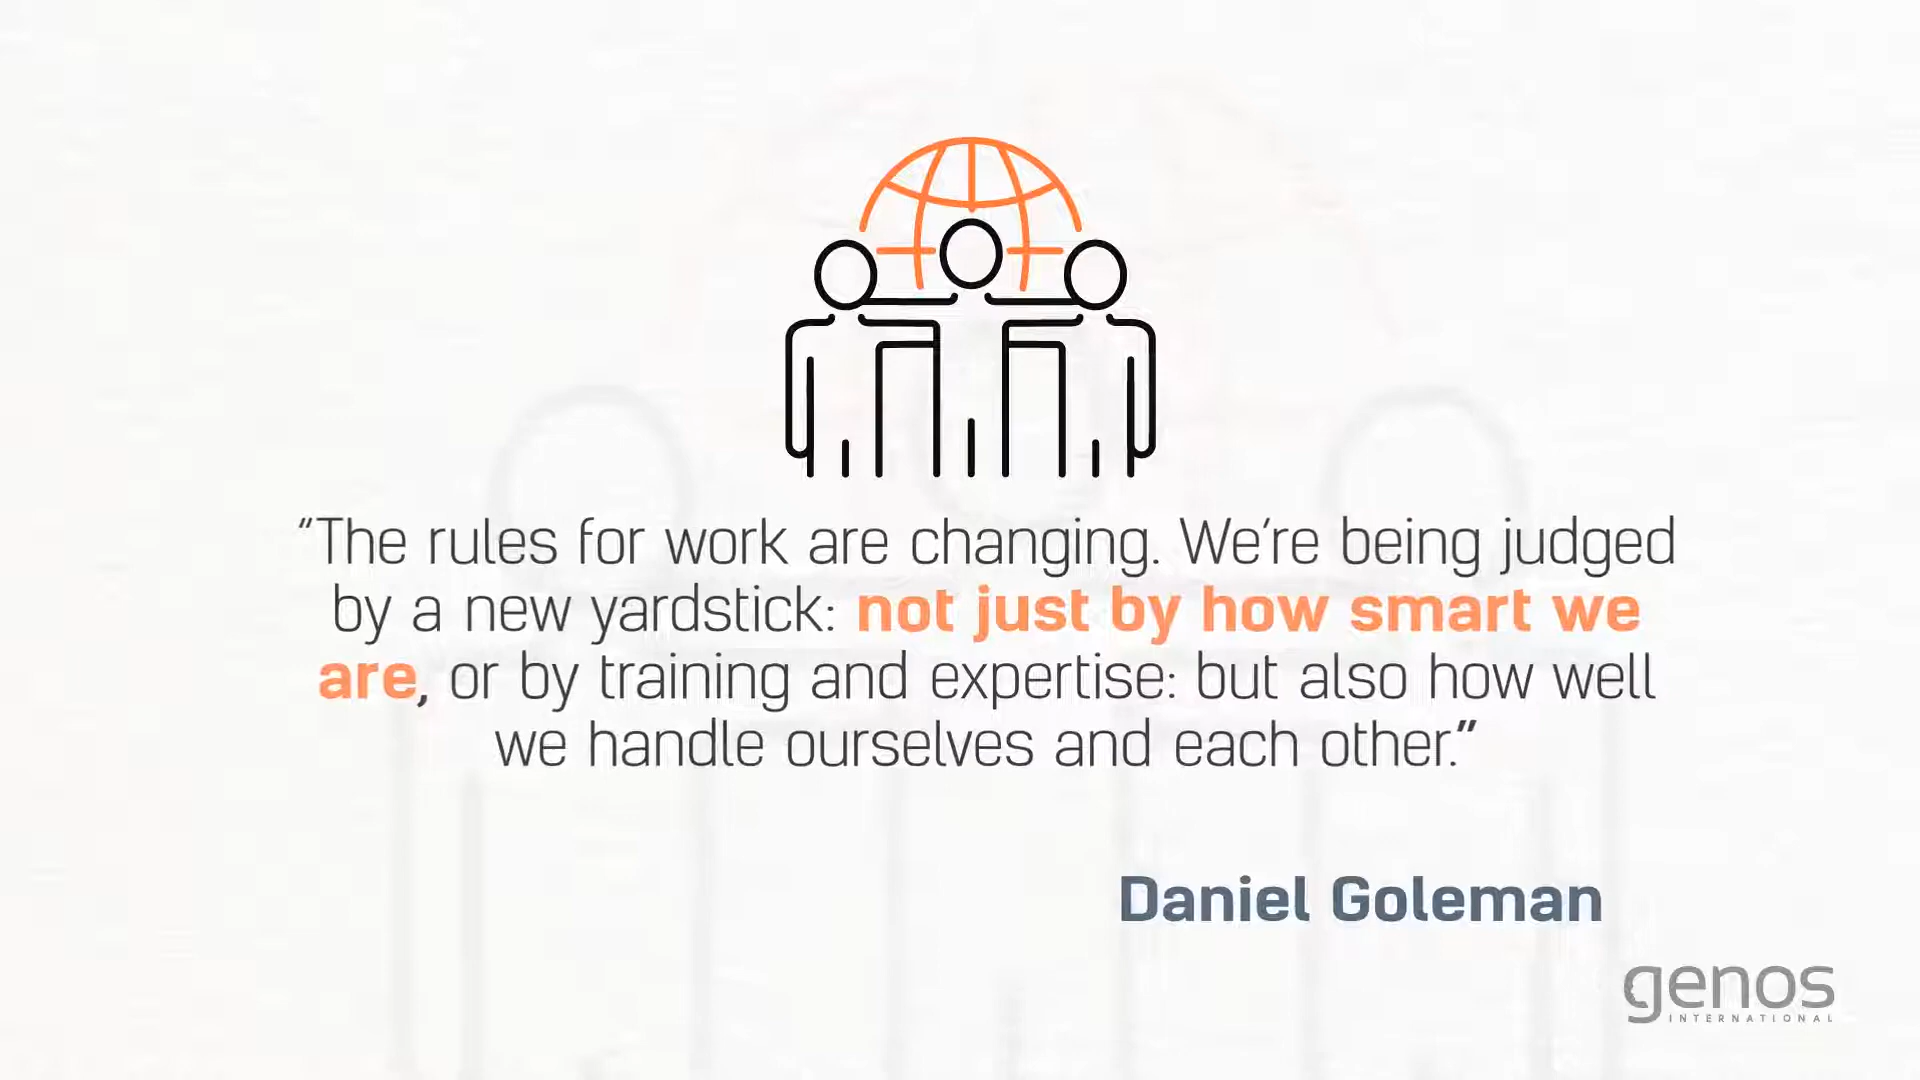 “The rules for work are changing. We’re being judged
by a new yardstick: not just by how smart we
are, or by training and expertise: but also how well
we handle ourselves and each other.”
Daniel Goleman
genos
INTERNATIONAL